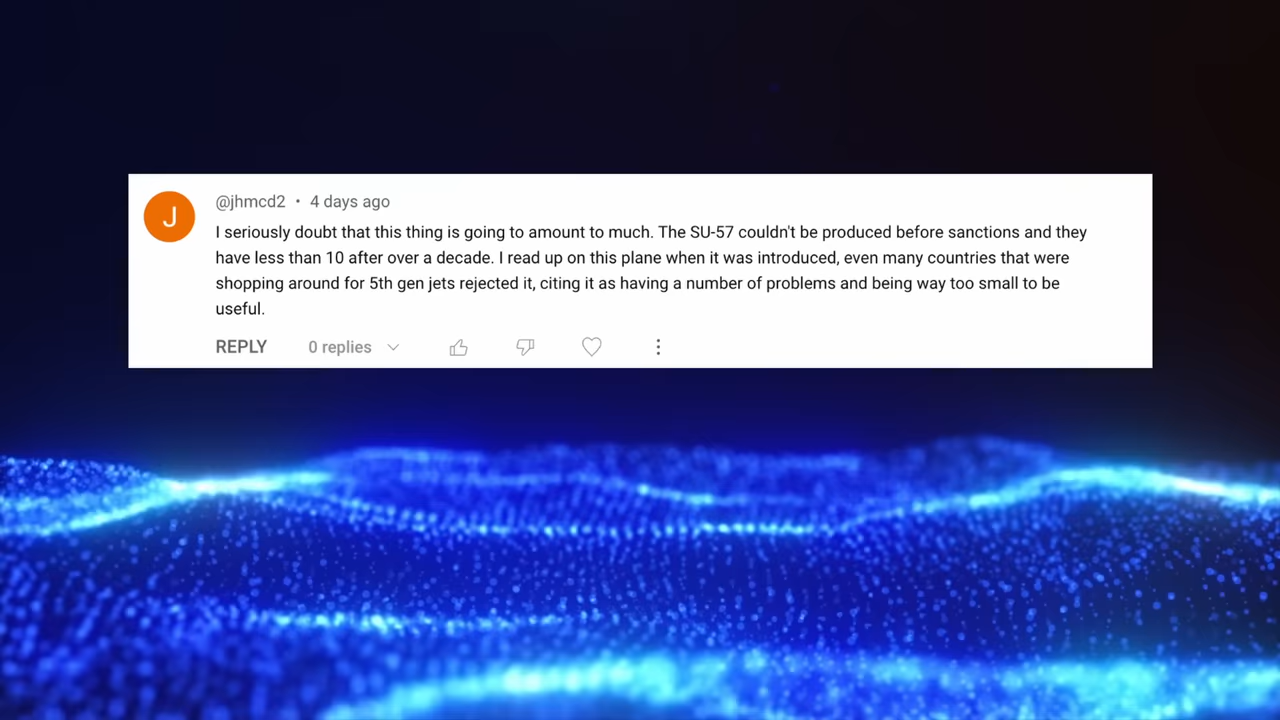 J
@jhmcd2 • 4 days ago
I seriously doubt that this thing is going to amount to much. The SU-57 couldn't be produced before sanctions and they
have less than 10 after over a decade. I read up on this plane when it was introduced, even many countries that were
shopping around for 5th gen jets rejected it, citing it as having a number of problems and being way too small to be
useful.
REPLY 0 replies